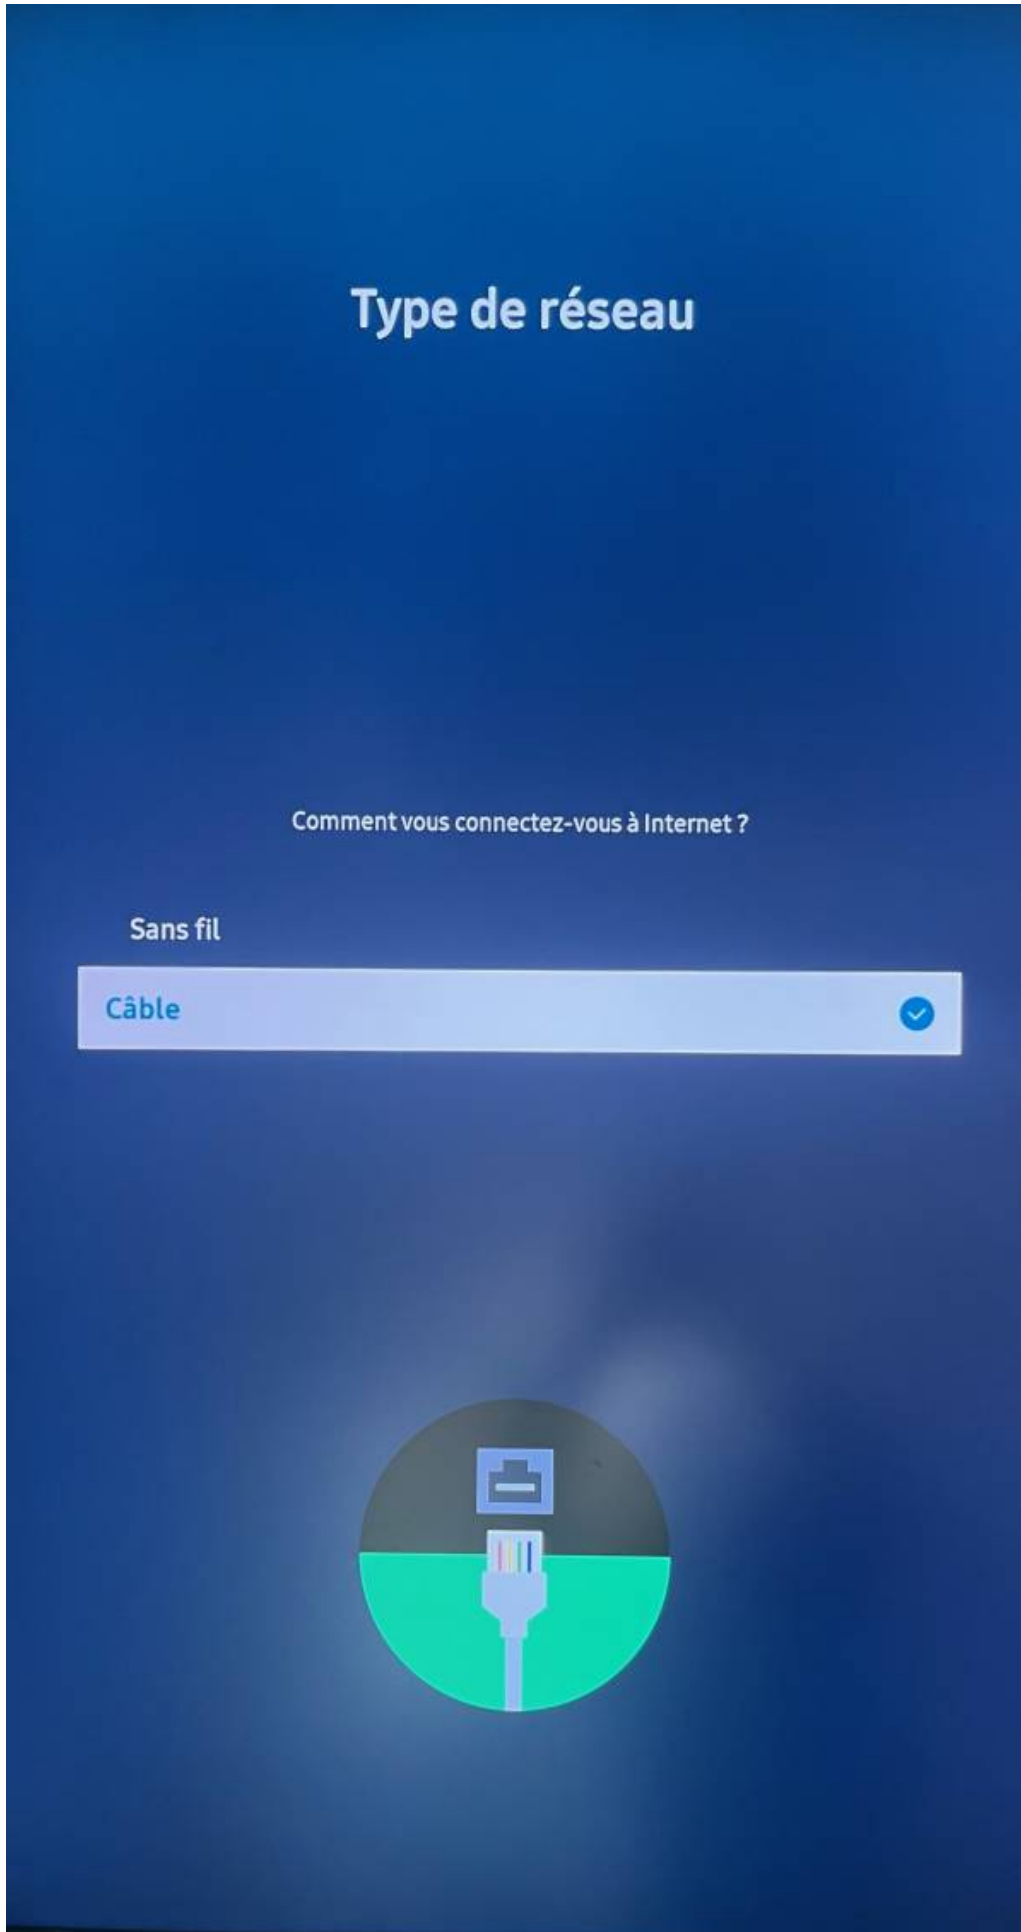 Type de réseau
Comment vous connectez-vous à Internet ?
Sans fil
Câble